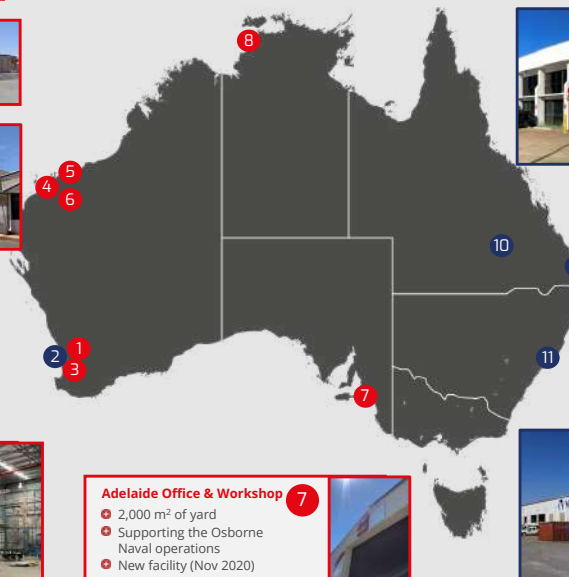 8
5
4
6
10
1
2
3
11
7
Adelaide Office & Workshop 7
2,000 m² of yard
Supporting the Osborne
Naval operations
New facility (Nov 2020)